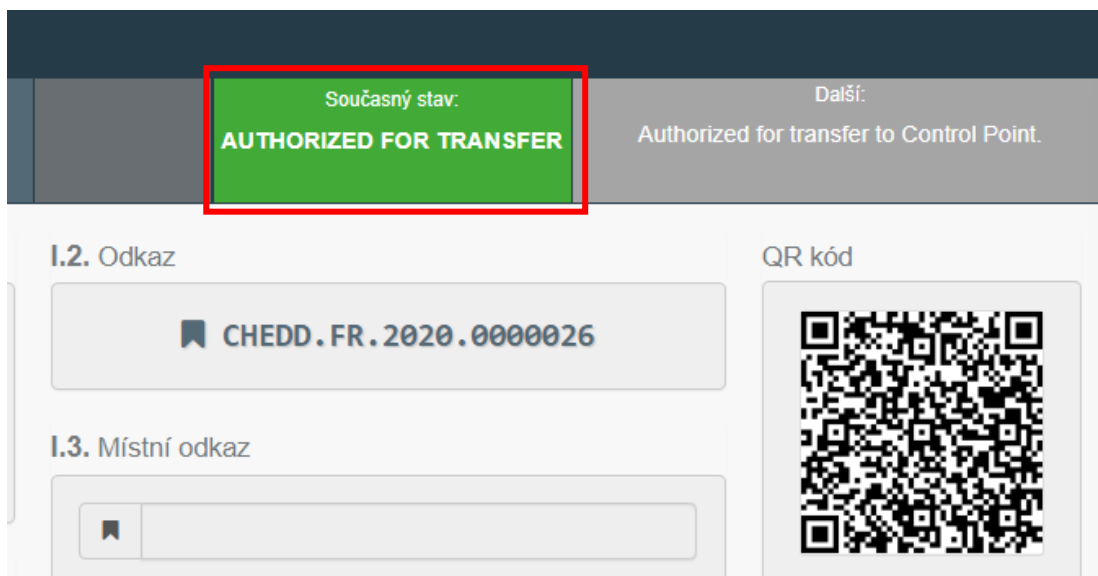 Současný stav:
AUTHORIZED FOR TRANSFER
Další:
Authorized for transfer to Control Point.
I.2. Odkaz
CHEDD.FR.2020.0000026
QR kód
I.3. Místní odkaz